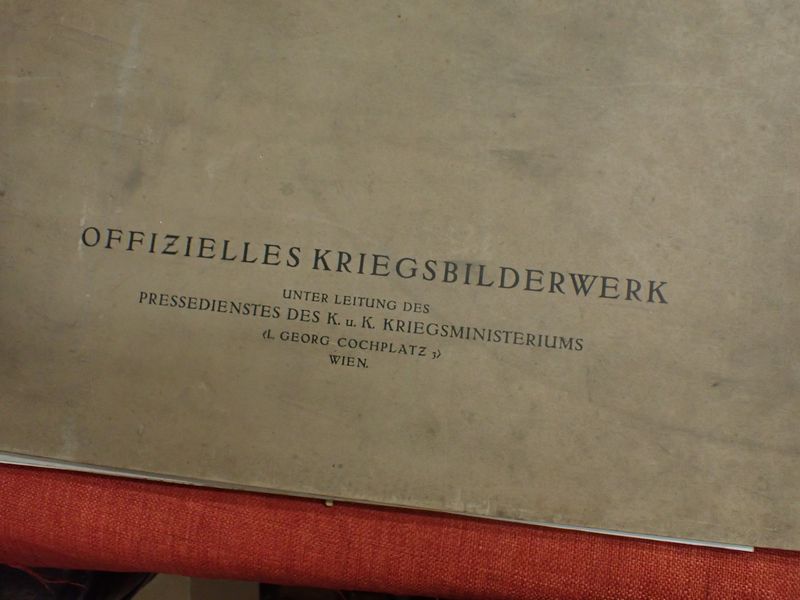 OFFIZIELLES KRIEGSBILDERWERK
UNTER LEITUNG DES
PRESSEDIENSTES DES K. u. K. KRIEGSMINISTERIUMS
(I. GEORG COCHPLATZ 3)
WIEN.